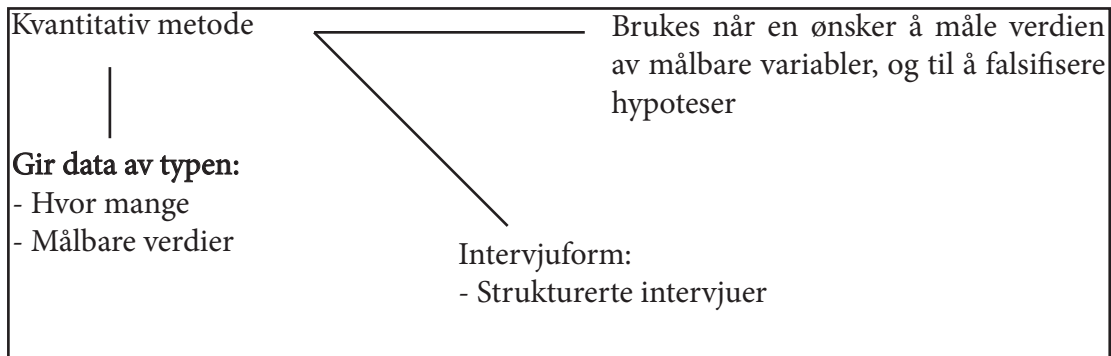 Kvantitativ metode
Brukes når en ønsker å måle verdien
av målbare variabler, og til å falsifisere
hypoteser
Gir data av typen:
- Hvor mange
- Målbare verdier
Intervjuform:
- Strukturerte intervjuer